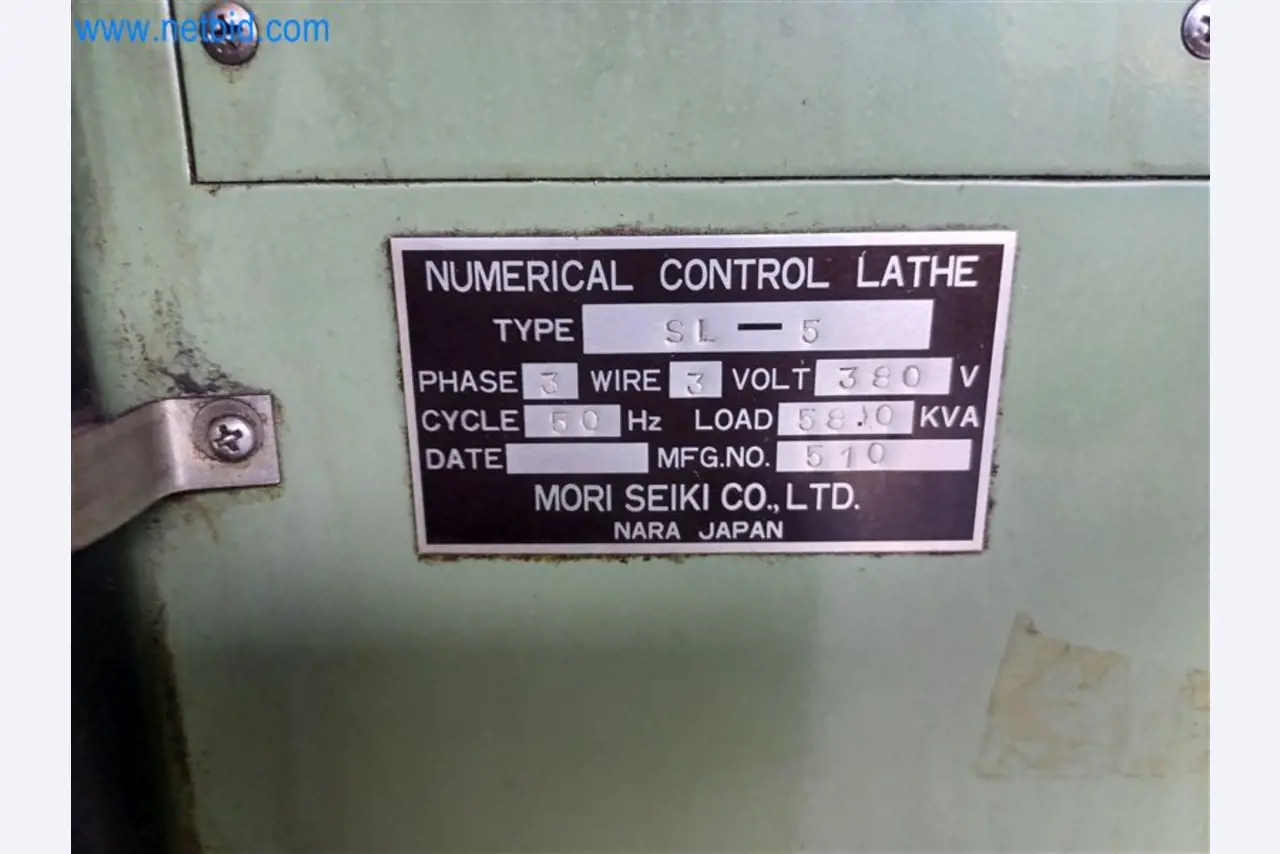 www.netbid.com
NUMERICAL CONTROL LATHE
TYPE SL-5
PHASE 3 WIRE 3 VOLT 380 V
CYCLE 50 Hz LOAD 58.0 KVA
DATE MFG.NO. 510
MORI SEIKI CO., LTD.
NARA JAPAN